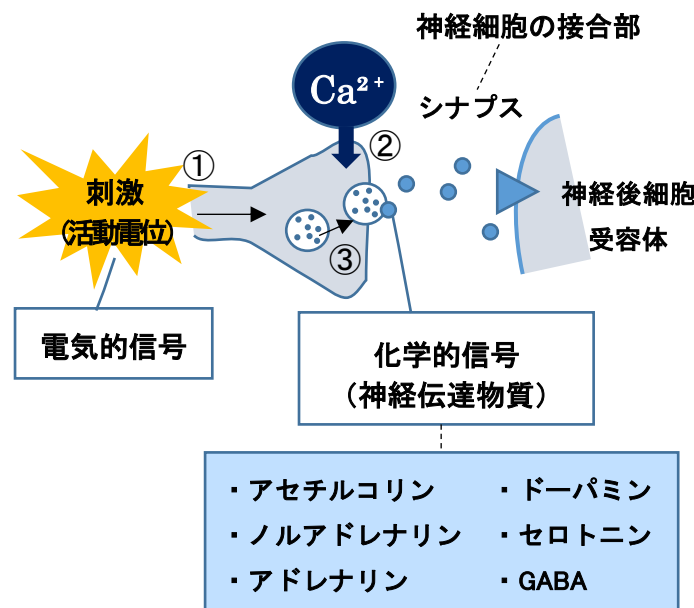 神経細胞の接合部
シナプス
Ca²⁺
①
②
③
刺激
(活動電位)
神経後細胞
受容体
電気的信号
化学的信号
（神経伝達物質）
・アセチルコリン
・ノルアドレナリン
・アドレナリン
・ドーパミン
・セロトニン
・GABA